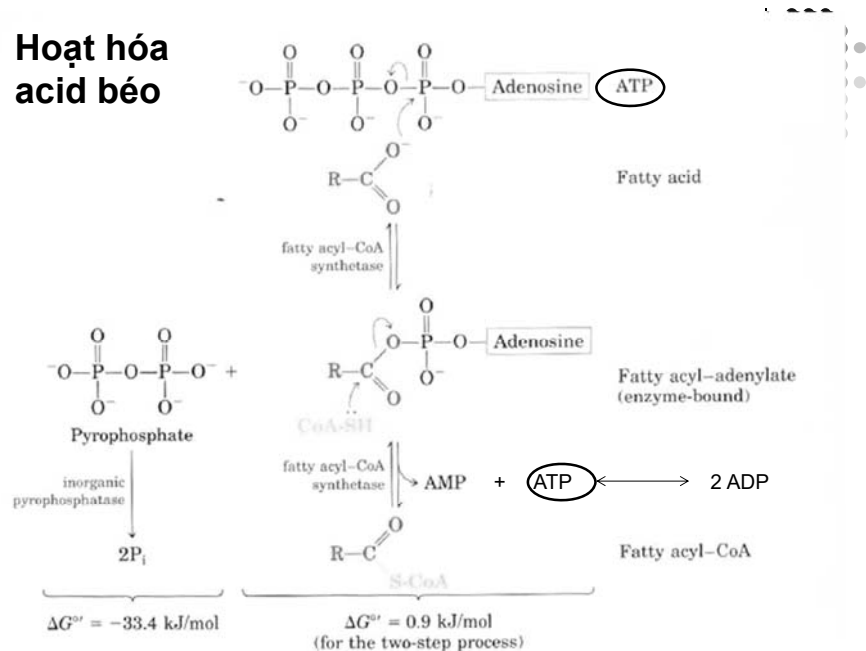 Hoạt hóa
acid béo
O O O
⁻O–P–O–P–O–P–O– Adenosine ATP
O⁻ O⁻ O⁻
O⁻
R–C
O
Fatty acid
fatty acyl–CoA
synthetase
O
O–P–O– Adenosine
R–C O⁻
O
Fatty acyl–adenylate
(enzyme-bound)
CoA-SH
O O
⁻O–P–O–P–O⁻ +
O⁻ O⁻
Pyrophosphate
inorganic
pyrophosphatase
2Pᵢ
fatty acyl–CoA
synthetase
AMP + ATP 2 ADP
O
R–C
S-CoA
Fatty acyl–CoA
ΔG°′ = −33.4 kJ/mol
ΔG°′ = 0.9 kJ/mol
(for the two-step process)